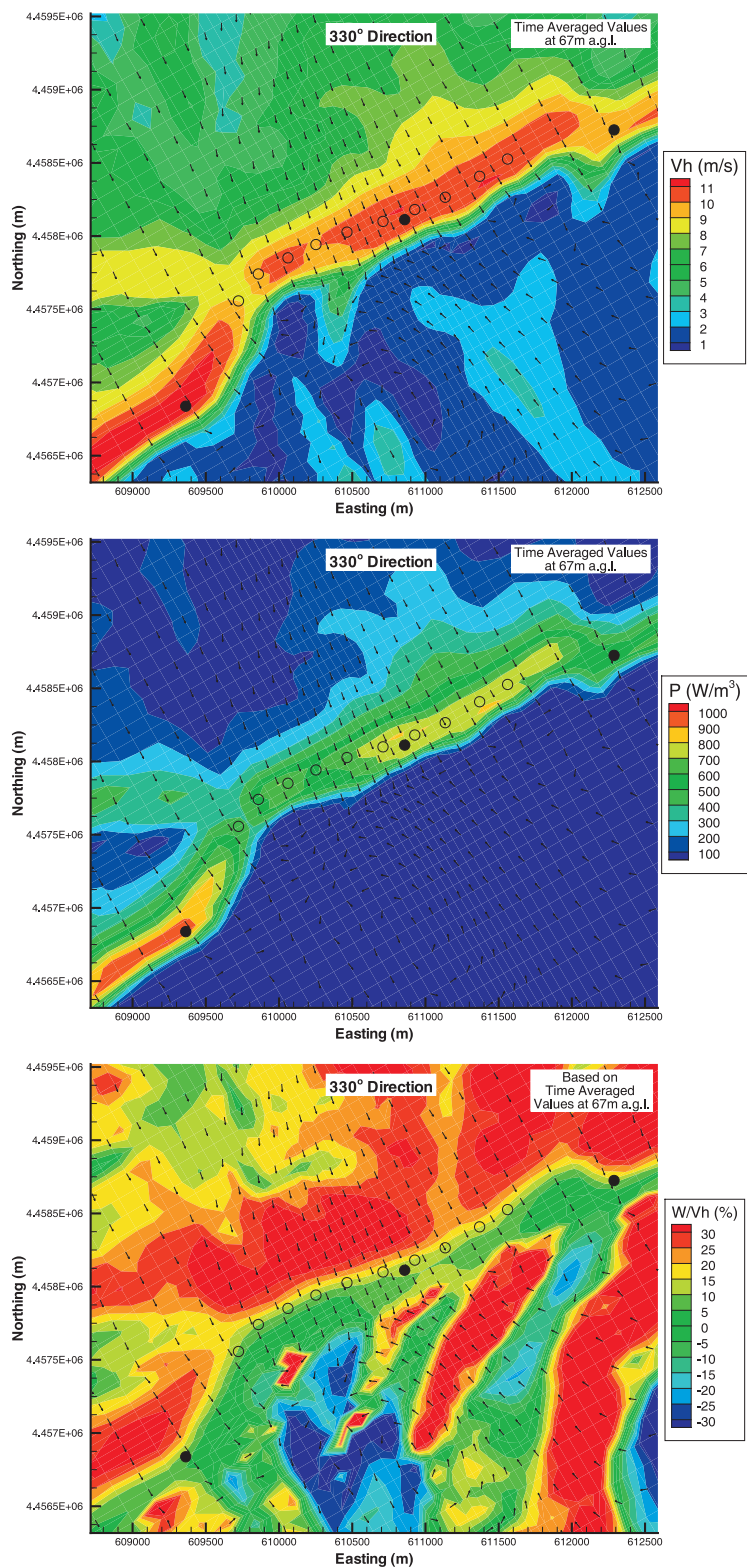 4.4595E+06
330° Direction
Time Averaged Values
at 67m a.g.l.
4.459E+06
4.4585E+06
4.458E+06
4.4575E+06
4.457E+06
4.4565E+06
Northing (m)
609000 609500 610000 610500 611000 611500 612000 612500
Easting (m)
Vh (m/s)
11
10
9
8
7
6
5
4
3
2
1
4.4595E+06
330° Direction
Time Averaged Values
at 67m a.g.l.
4.459E+06
4.4585E+06
4.458E+06
4.4575E+06
4.457E+06
4.4565E+06
Northing (m)
609000 609500 610000 610500 611000 611500 612000 612500
Easting (m)
P (W/m³)
1000
900
800
700
600
500
400
300
200
100
4.4595E+06
330° Direction
Based on
Time Averaged
Values at 67m a.g.l.
4.459E+06
4.4585E+06
4.458E+06
4.4575E+06
4.457E+06
4.4565E+06
Northing (m)
609000 609500 610000 610500 611000 611500 612000 612500
Easting (m)
W/Vh (%)
30
25
20
15
10
5
0
-5
-10
-15
-20
-25
-30